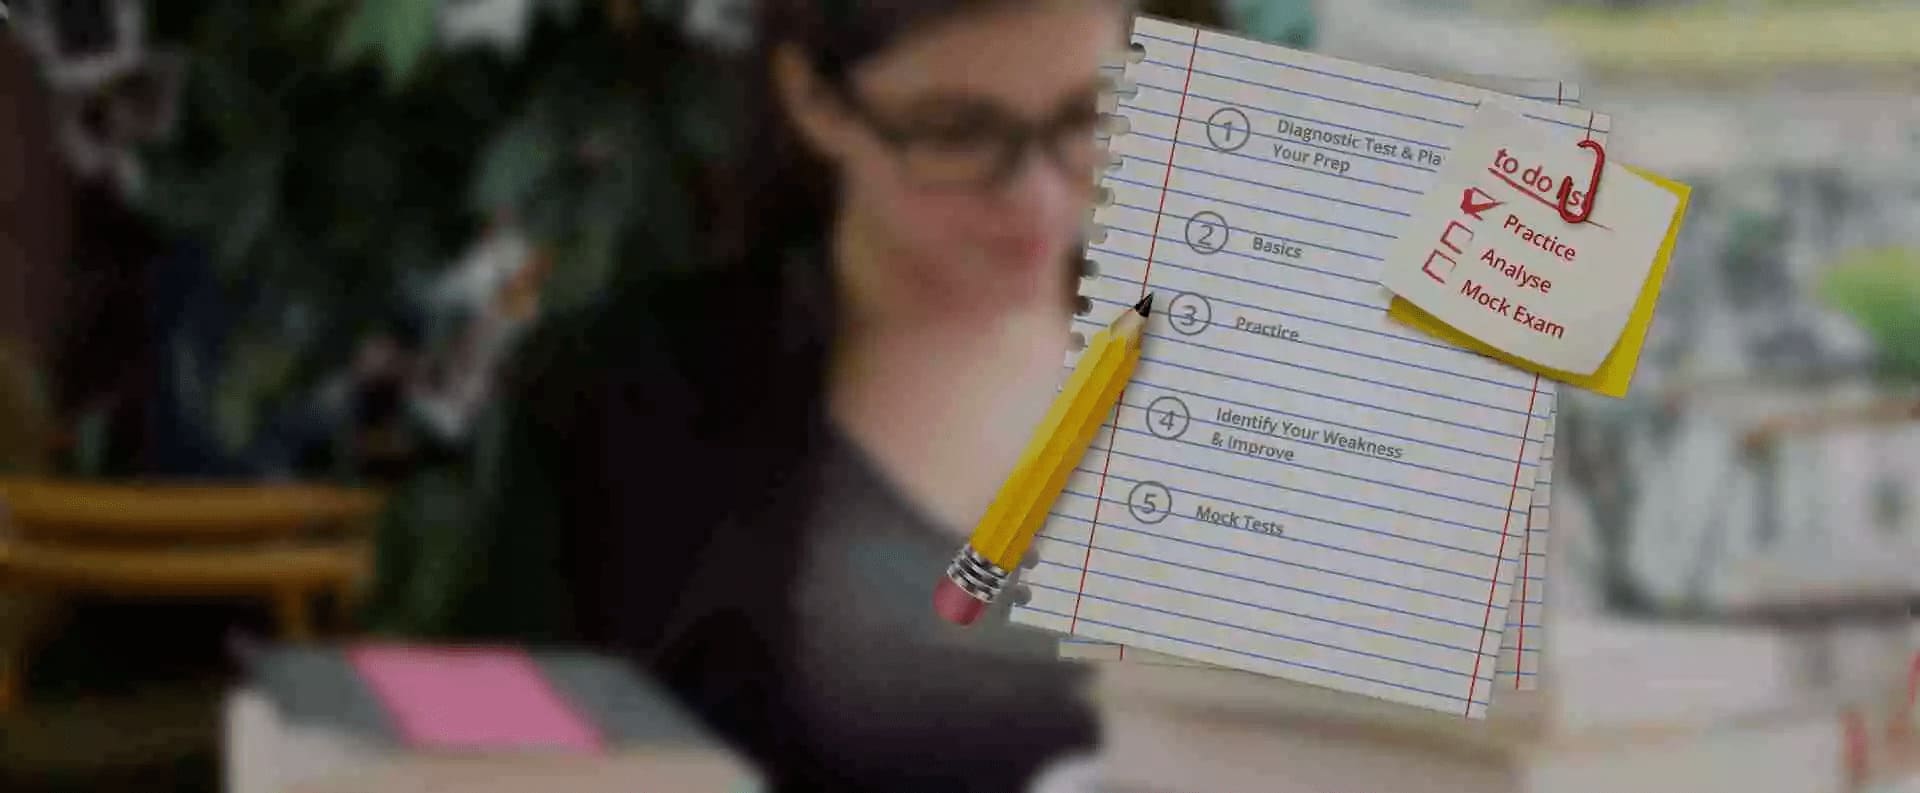 1
Diagnostic Test & Pla
Your Prep
2
Basics
3
Practice
4
Identify Your Weakness
& Improve
5
Mock Tests
to do
Practice
Analyse
Mock Exam